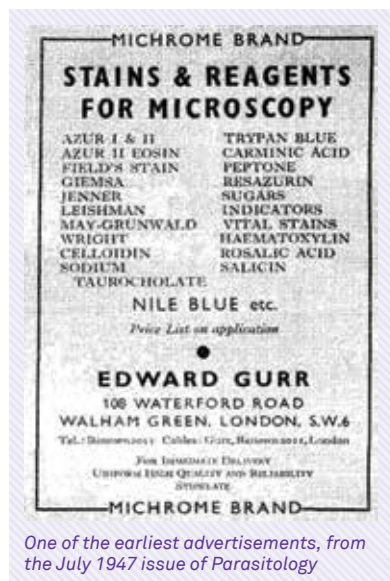 MICHROME BRAND
STAINS & REAGENTS
FOR MICROSCOPY
AZUR I & II
AZUR II EOSIN
FIELD'S STAIN
GIEMSA
JENNER
LEISHMAN
MAY-GRUNWALD
WRIGHT
CELLOIDIN
SODIUM
TAUROCHOLATE
TRYPAN BLUE
CARMINIC ACID
PEPTONE
RESAZURIN
SUGARS
INDICATORS
VITAL STAINS
HAEMATOXYLIN
ROSALIC ACID
SALICIN
NILE BLUE etc.
Price List on application
EDWARD GURR
108 WATERFORD ROAD
WALHAM GREEN, LONDON, S.W.6
Tel.: Cables: Gurr, London
FOR IMMEDIATE DELIVERY
UNIFORM HIGH QUALITY AND RELIABILITY
MICHROME BRAND
One of the earliest advertisements, from
the July 1947 issue of Parasitology